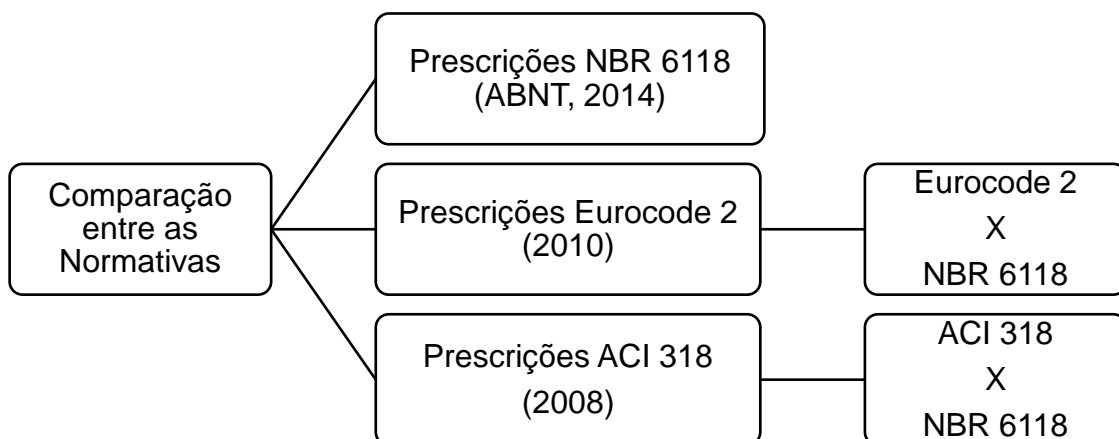 Comparação
entre as
Normativas
Prescrições NBR 6118
(ABNT, 2014)
Prescrições Eurocode 2
(2010)
Eurocode 2
X
NBR 6118
Prescrições ACI 318
(2008)
ACI 318
X
NBR 6118